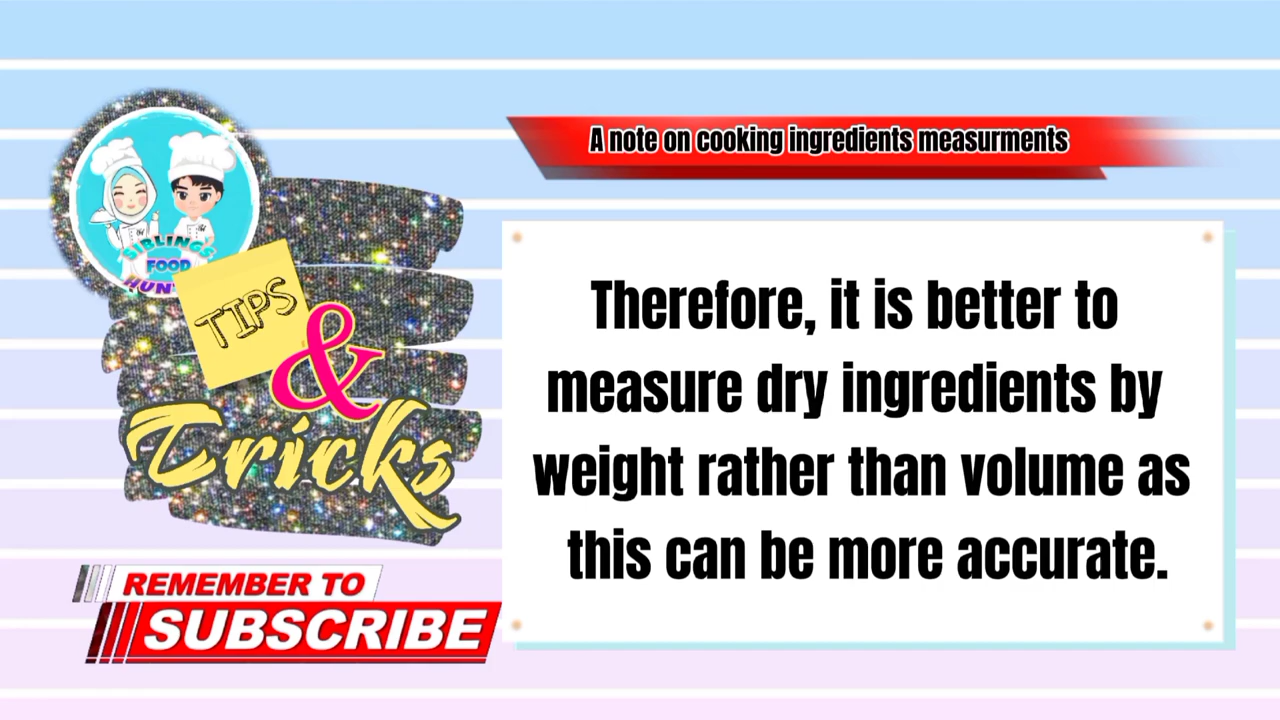 A note on cooking ingredients measurments
SIBLINGS
FOOD
TIPS
&
Tricks
Therefore, it is better to
measure dry ingredients by
weight rather than volume as
this can be more accurate.
REMEMBER TO
SUBSCRIBE